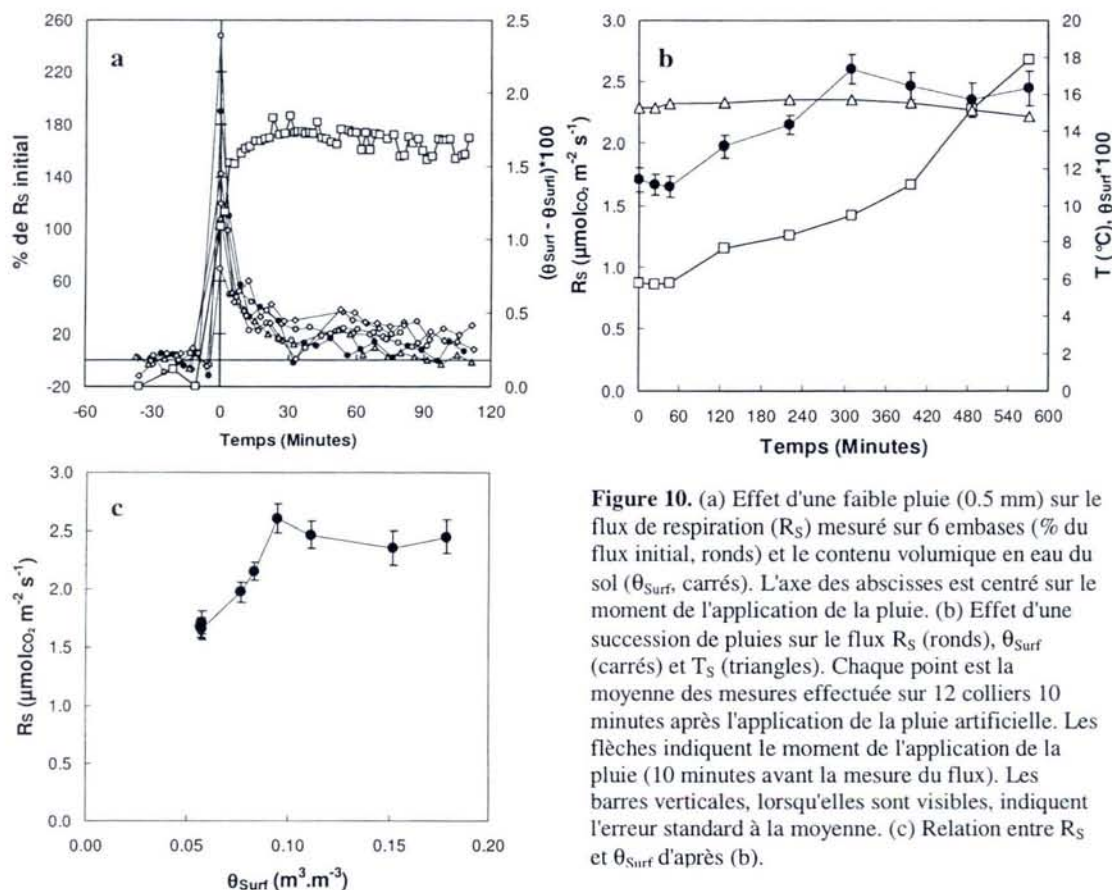 a
260
220
180
140
100
60
20
-20
% de Rs initial
2.5
2.0
1.5
1.0
0.5
0.0
(θsurf - θsurfi)*100
-60 -30 0 30 60 90 120
Temps (Minutes)
b
3.0
2.5
2.0
1.5
1.0
0.5
0.0
Rs (µmolCO₂ m⁻² s⁻¹)
20
18
16
14
12
10
8
6
4
2
0
T (°C), θsurf*100
0 60 120 180 240 300 360 420 480 540 600
Temps (Minutes)
c
3.0
2.5
2.0
1.5
1.0
0.5
0.0
Rs (µmolCO₂ m⁻² s⁻¹)
0.00 0.05 0.10 0.15 0.20
θSurf (m³.m⁻³)
Figure 10. (a) Effet d'une faible pluie (0.5 mm) sur le
flux de respiration (RS) mesuré sur 6 embases (% du
flux initial, ronds) et le contenu volumique en eau du
sol (θSurf, carrés). L'axe des abscisses est centré sur le
moment de l'application de la pluie. (b) Effet d'une
succession de pluies sur le flux RS (ronds), θSurf
(carrés) et TS (triangles). Chaque point est la
moyenne des mesures effectuée sur 12 colliers 10
minutes après l'application de la pluie artificielle. Les
flèches indiquent le moment de l'application de la
pluie (10 minutes avant la mesure du flux). Les
barres verticales, lorsqu'elles sont visibles, indiquent
l'erreur standard à la moyenne. (c) Relation entre RS
et θSurf d'après (b).